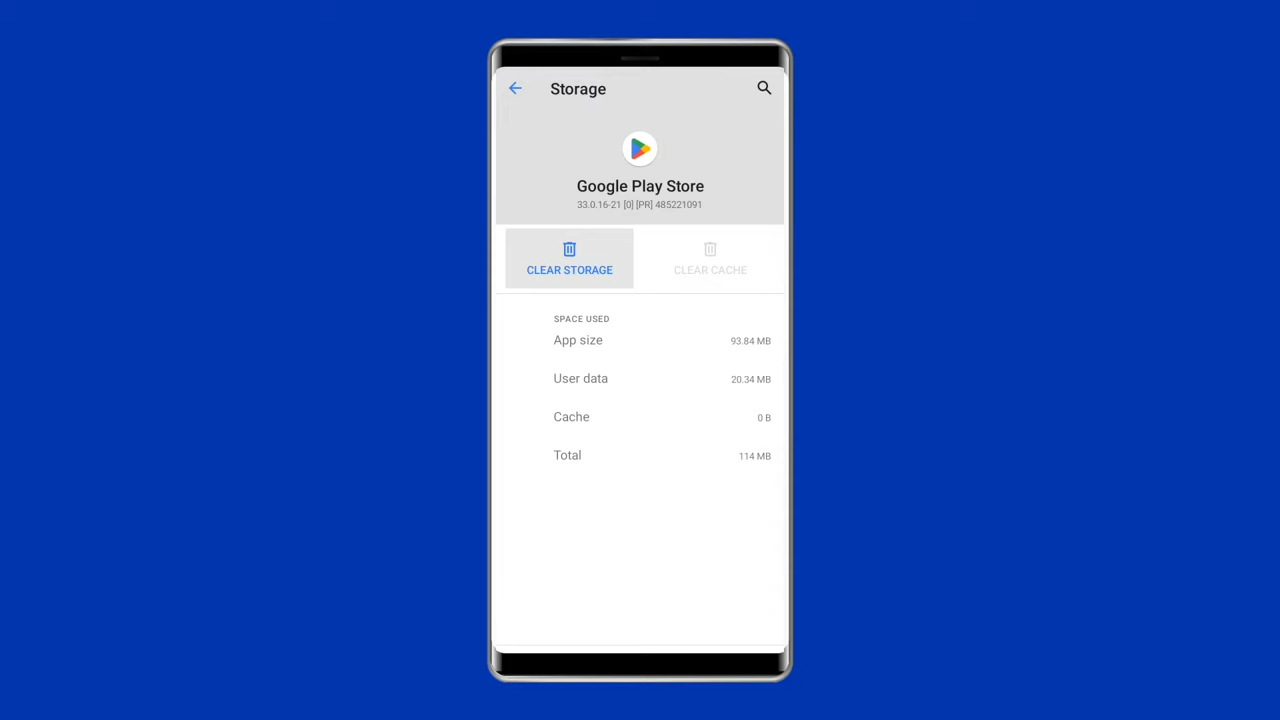 Storage
Google Play Store
33.0.16-21 [0] [PR] 485221091
CLEAR STORAGE CLEAR CACHE
SPACE USED
App size 93.84 MB
User data 20.34 MB
Cache 0 B
Total 114 MB